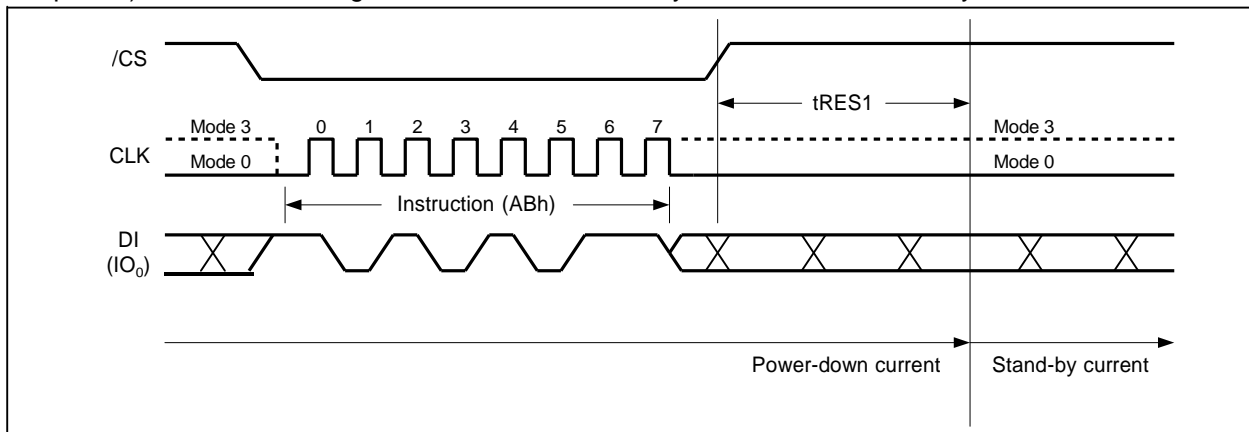 /CS
tRES1
Mode 3 0 1 2 3 4 5 6 7 Mode 3
CLK
Mode 0 Mode 0
Instruction (ABh)
DI
(IO₀)
Power-down current Stand-by current